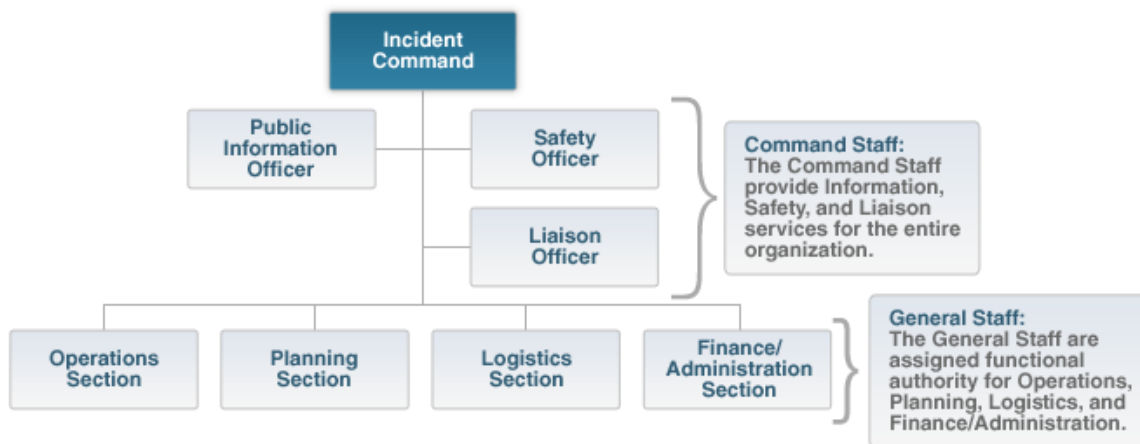 Incident
Command
Public
Information
Officer
Safety
Officer
Liaison
Officer
Command Staff:
The Command Staff
provide Information,
Safety, and Liaison
services for the entire
organization.
Operations
Section
Planning
Section
Logistics
Section
Finance/
Administration
Section
General Staff:
The General Staff are
assigned functional
authority for Operations,
Planning, Logistics, and
Finance/Administration.